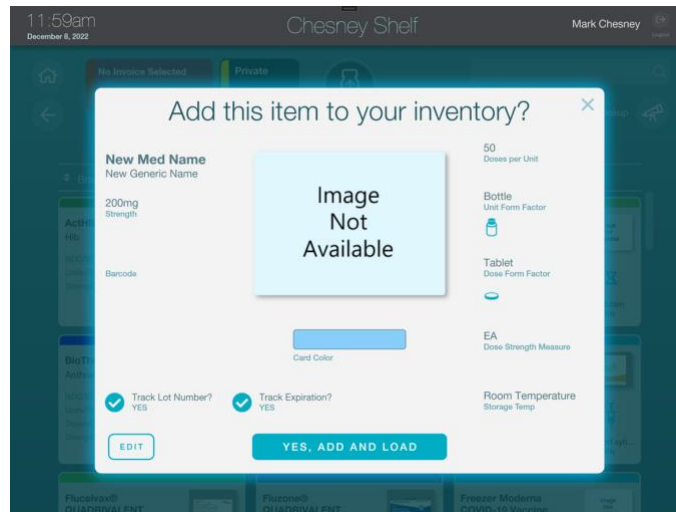 11:59am
December 8, 2022
Chesney Shelf
Mark Chesney
Logout
No Invoice Selected
Private
Add this item to your inventory?
New Med Name
New Generic Name
200mg
Strength
Barcode
Image
Not
Available
Card Color
50
Doses per Unit
Bottle
Unit Form Factor
Tablet
Dose Form Factor
EA
Dose Strength Measure
Room Temperature
Storage Temp
Track Lot Number?
YES
Track Expiration?
YES
EDIT
YES, ADD AND LOAD
Flucelvax®
QUADRIVALENT
Fluzone®
QUADRIVALENT
Freezer Moderna
COVID-19 Vaccine